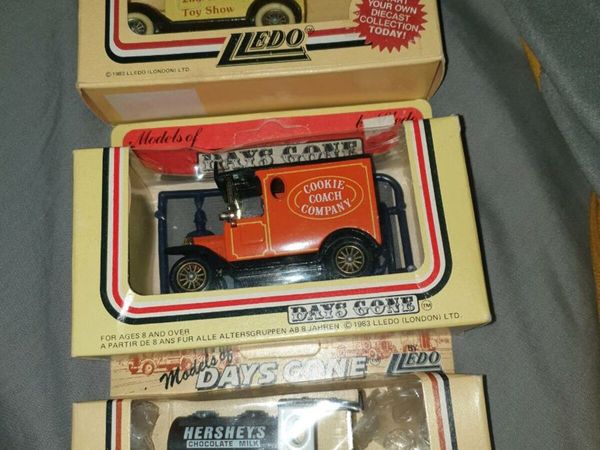 Toy Show
YOUR OWN
DIECAST
COLLECTION
TODAY!
LLEDO
© 1983 LLEDO (LONDON) LTD.
Models of
DAYS GONE
COOKIE
COACH
COMPANY
DAYS GONE
FOR AGES 8 AND OVER
A PARTIR DE 8 ANS FUR ALLE ALTERSGRUPPEN AB 8 JAHREN © 1983 LLEDO (LONDON) LTD.
Models of
DAYS GONE
BY
LLEDO
HERSHEY'S
CHOCOLATE MILK